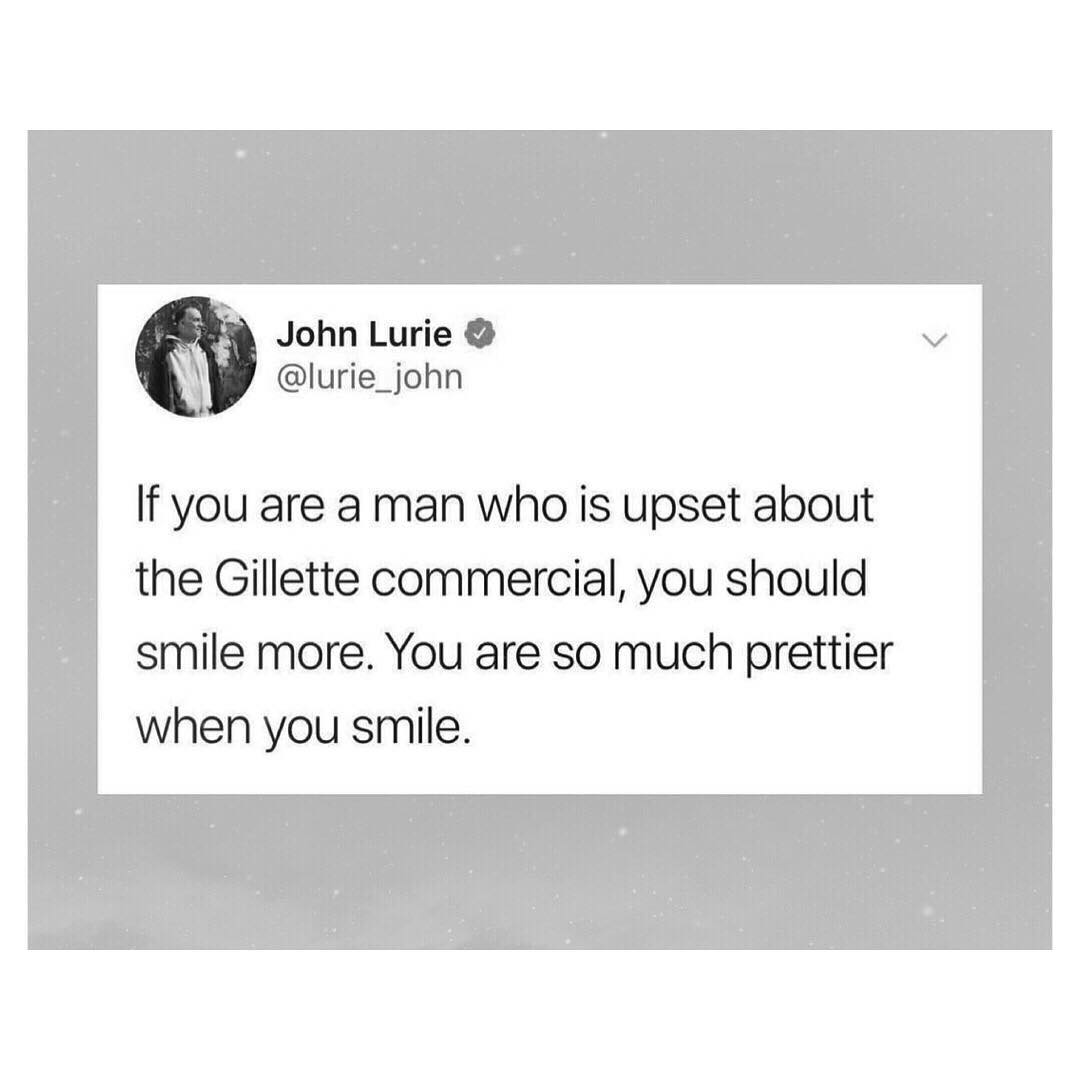 John Lurie
@lurie_john
If you are a man who is upset about
the Gillette commercial, you should
smile more. You are so much prettier
when you smile.